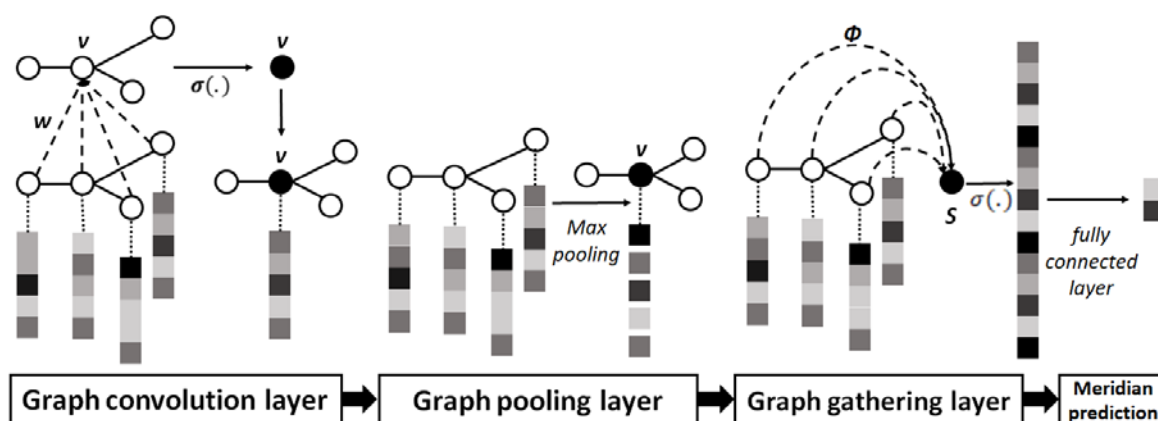 v
σ(.)
v
w
v
v
Max
pooling
Φ
S
σ(.)
fully
connected
layer
Graph convolution layer
Graph pooling layer
Graph gathering layer
Meridian
prediction